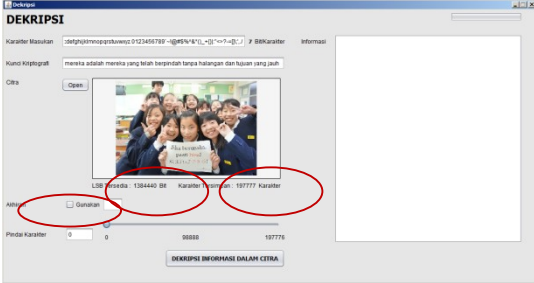 Dekripsi
DEKRIPSI
Karakter Masukan :defghijklmnopqrstuvwxyz 0123456789`~!@#$%^&*()_+{}|:"<>?-=[]\;',./ 7 Bit/Karakter Informasi
Kunci Kriptografi mereka adalah mereka yang telah berpindah tanpa halangan dan tujuan yang jauh
Citra Open
LSB Tersedia : 1384440 Bit Karakter Tersimpan : 197777 Karakter
Gunakan
Pindai Karakter 0 0 98888 197776
DEKRIPSI INFORMASI DALAM CITRA